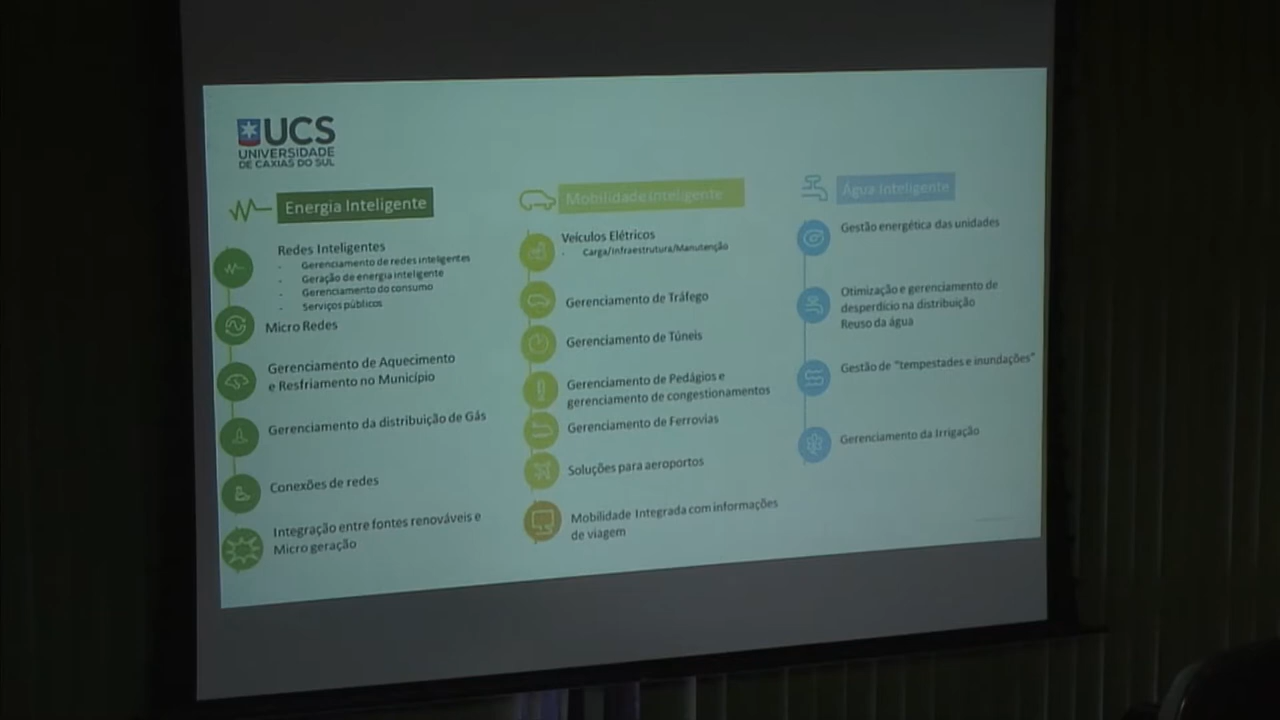 UCS
UNIVERSIDADE
DE CAXIAS DO SUL
Energia Inteligente
Redes Inteligentes
- Gerenciamento de redes inteligentes
- Geração de energia inteligente
- Gerenciamento do consumo
- Serviços públicos
Micro Redes
Gerenciamento de Aquecimento
e Resfriamento no Município
Gerenciamento da distribuição de Gás
Conexões de redes
Integração entre fontes renováveis e
Micro geração
Mobilidade Inteligente
Veículos Elétricos
- Carga/Infraestrutura/Manutenção
Gerenciamento de Tráfego
Gerenciamento de Túneis
Gerenciamento de Pedágios e
gerenciamento de congestionamentos
Gerenciamento de Ferrovias
Soluções para aeroportos
Mobilidade Integrada com informações
de viagem
Água Inteligente
Gestão energética das unidades
Otimização e gerenciamento de
desperdício na distribuição
Reuso da água
Gestão de "tempestades e inundações"
Gerenciamento da Irrigação